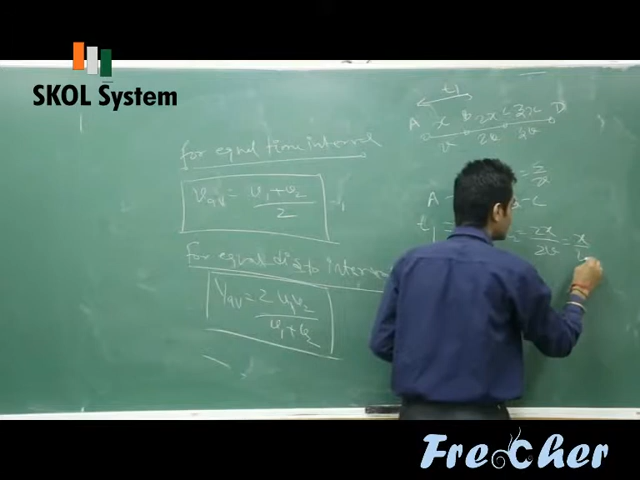 SKOL System
for equal time interval
Vav = v₁+v₂ / 2
for equal dist interval
Vav = 2v₁v₂ / v₁+v₂
t₁
A x B 2x C 3x D
v 2v 3v
A -
- C
t₁ =
= 2x / 2v = x / v
FreCher